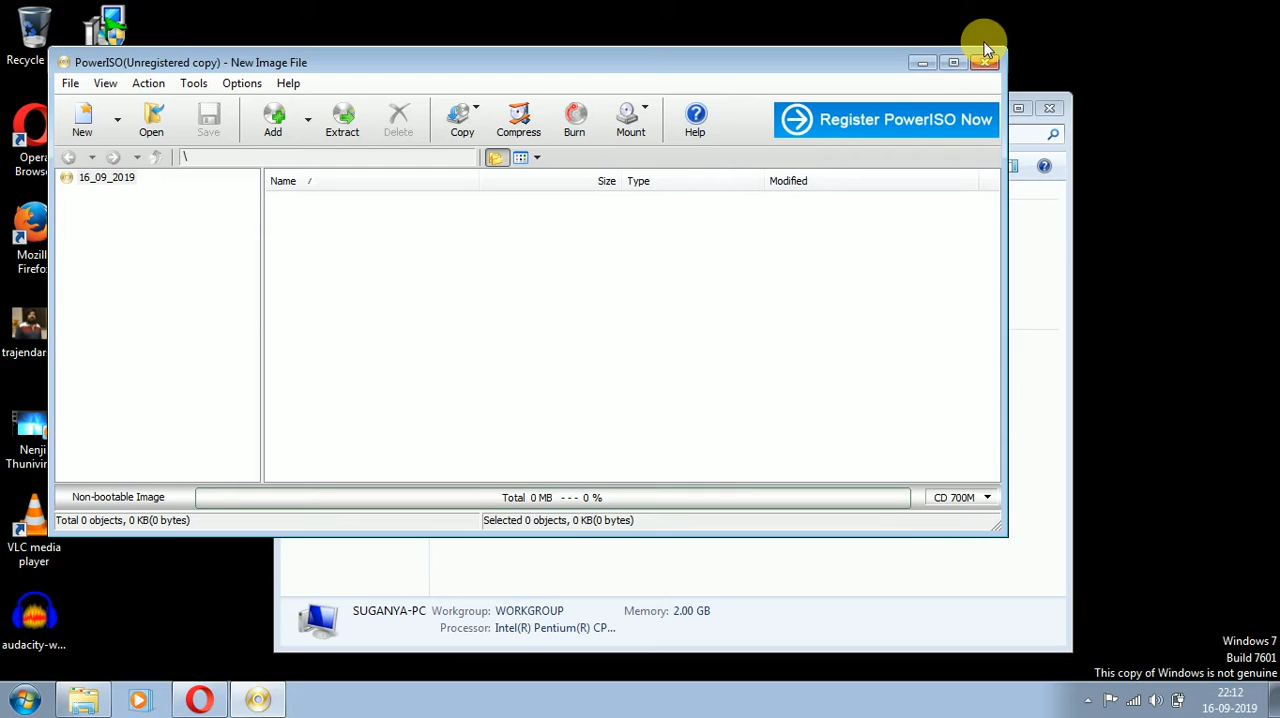 Recycle
PowerISO(Unregistered copy) - New Image File
File View Action Tools Options Help
New Open Save Add Extract Delete Copy Compress Burn Mount Help
Register PowerISO Now
\
16_09_2019
Name / Size Type Modified
Opera
Browse
Mozil
Firefo
trajendar
Nenji
Thunivin
VLC media
player
audacity-w...
Non-bootable Image Total 0 MB --- 0 % CD 700M
Total 0 objects, 0 KB(0 bytes) Selected 0 objects, 0 KB(0 bytes)
SUGANYA-PC Workgroup: WORKGROUP Memory: 2.00 GB
Processor: Intel(R) Pentium(R) CP...
Windows 7
Build 7601
This copy of Windows is not genuine
22:12
16-09-2019